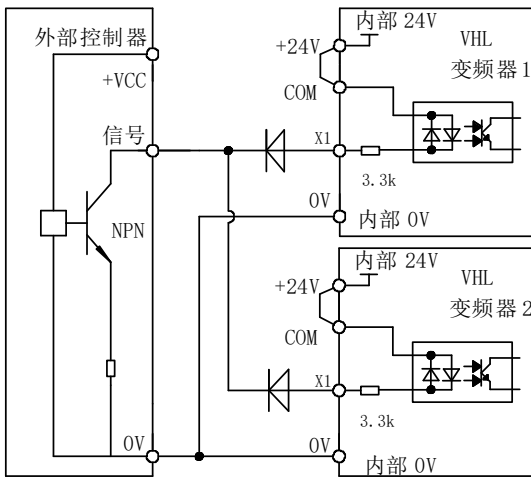 外部控制器
+VCC
信号
NPN
0V
内部 24V
+24V
VHL
变频器 1
COM
X1
3.3k
0V
内部 0V
内部 24V
+24V
VHL
变频器 2
COM
X1
3.3k
0V
内部 0V